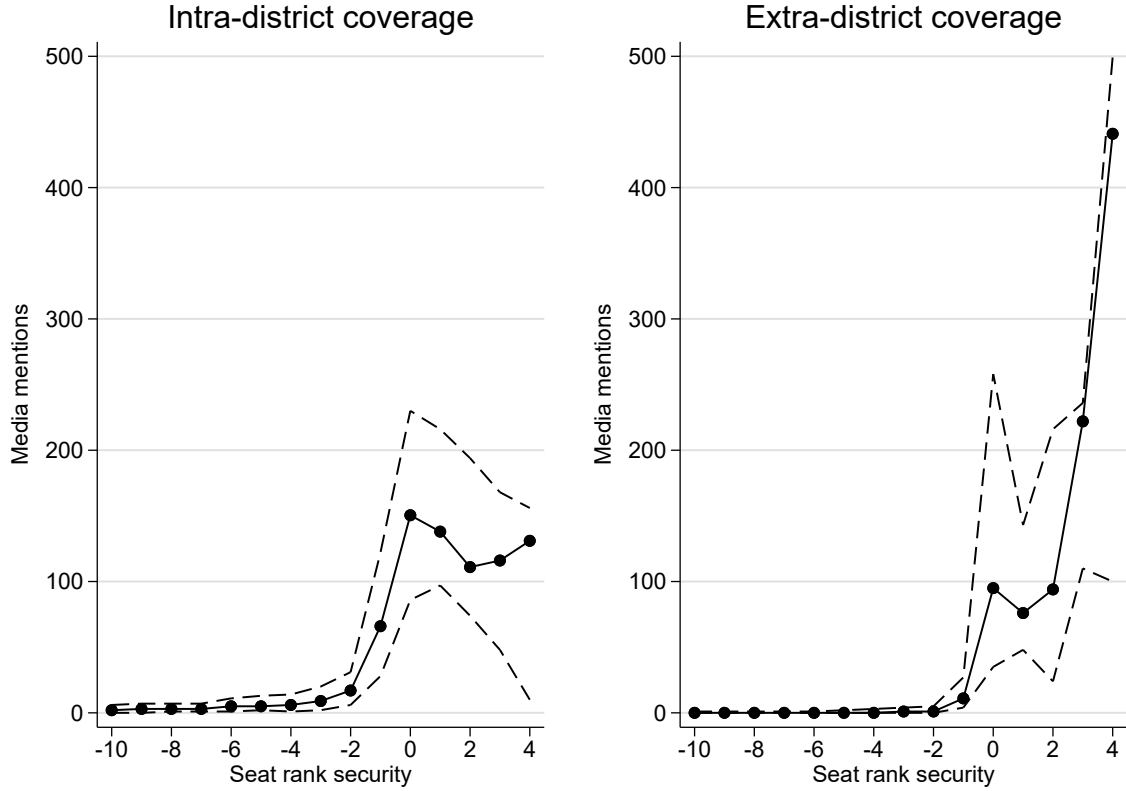 Intra-district coverage
500
400
300
200
100
0
Media mentions
-10 -8 -6 -4 -2 0 2 4
Seat rank security
Extra-district coverage
500
400
300
200
100
0
Media mentions
-10 -8 -6 -4 -2 0 2 4
Seat rank security